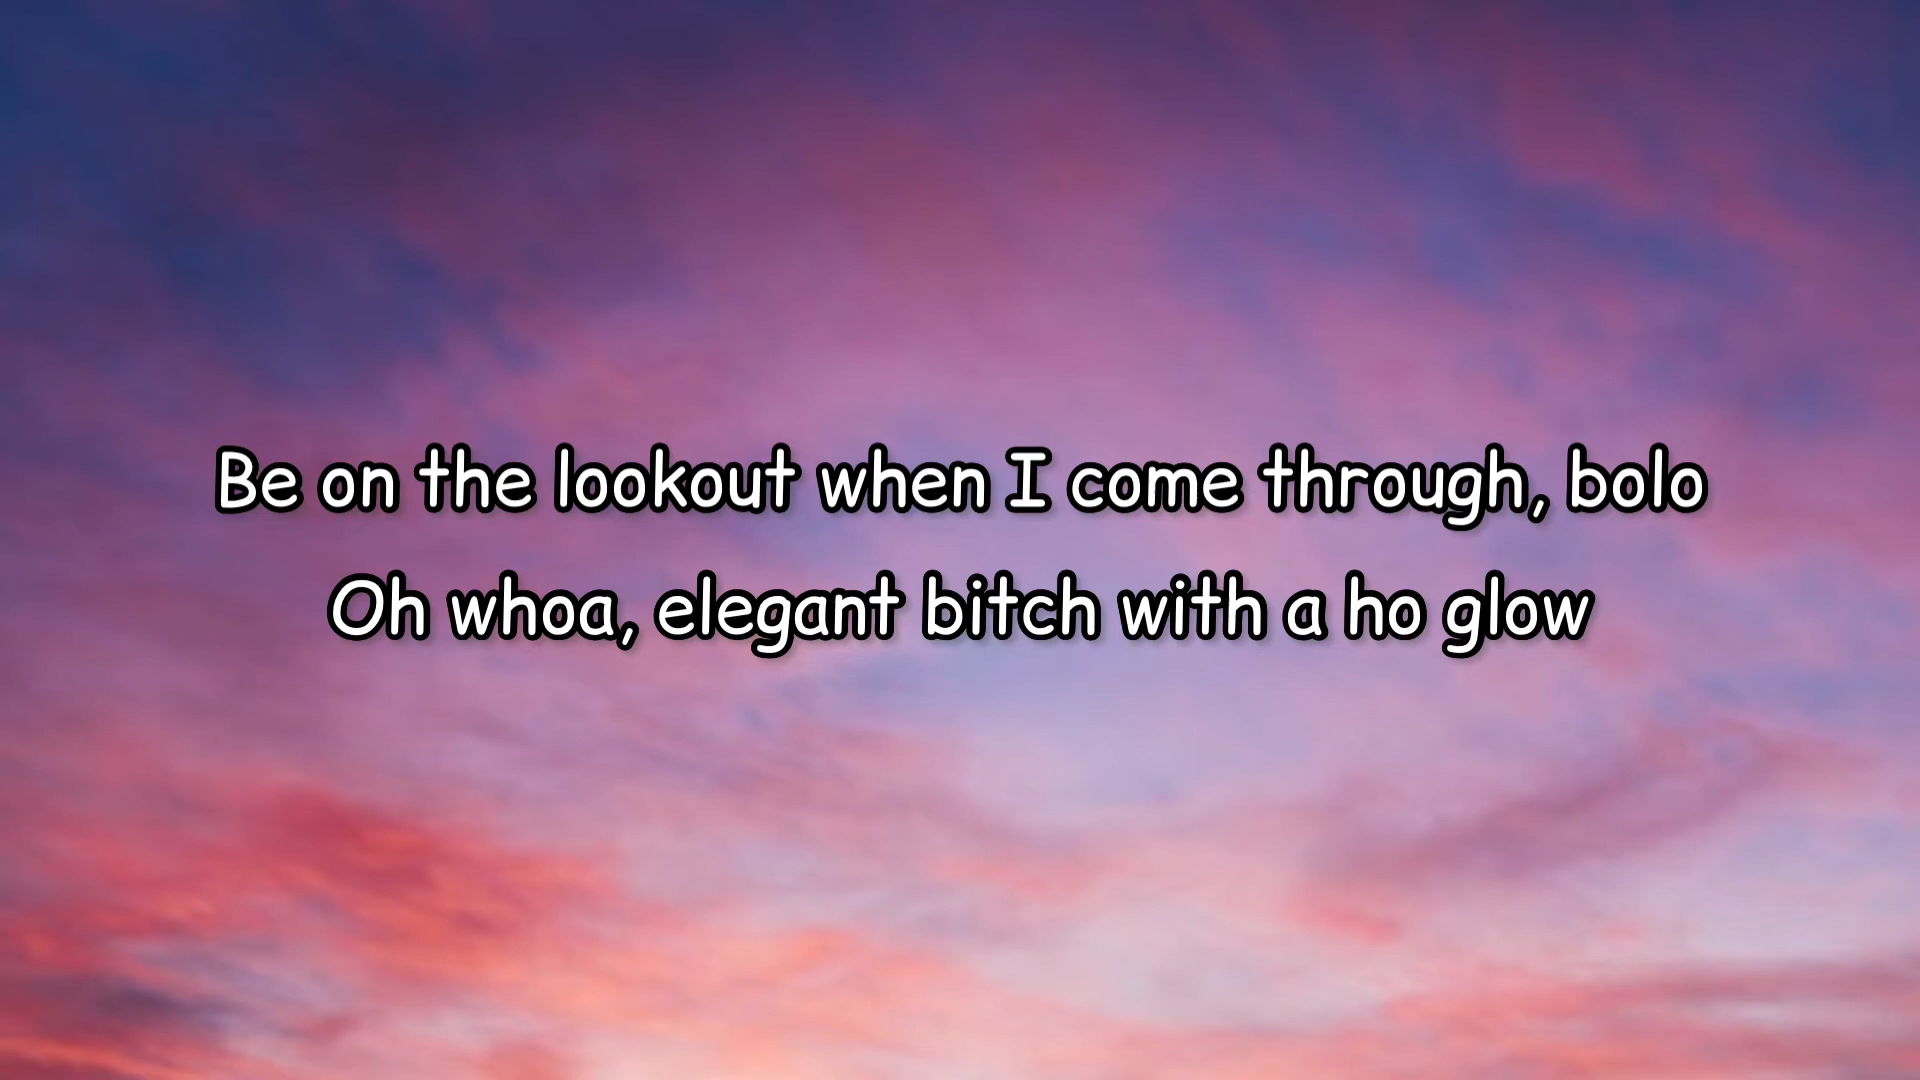 Be on the lookout when I come through, bolo
Oh whoa, elegant bitch with a ho glow